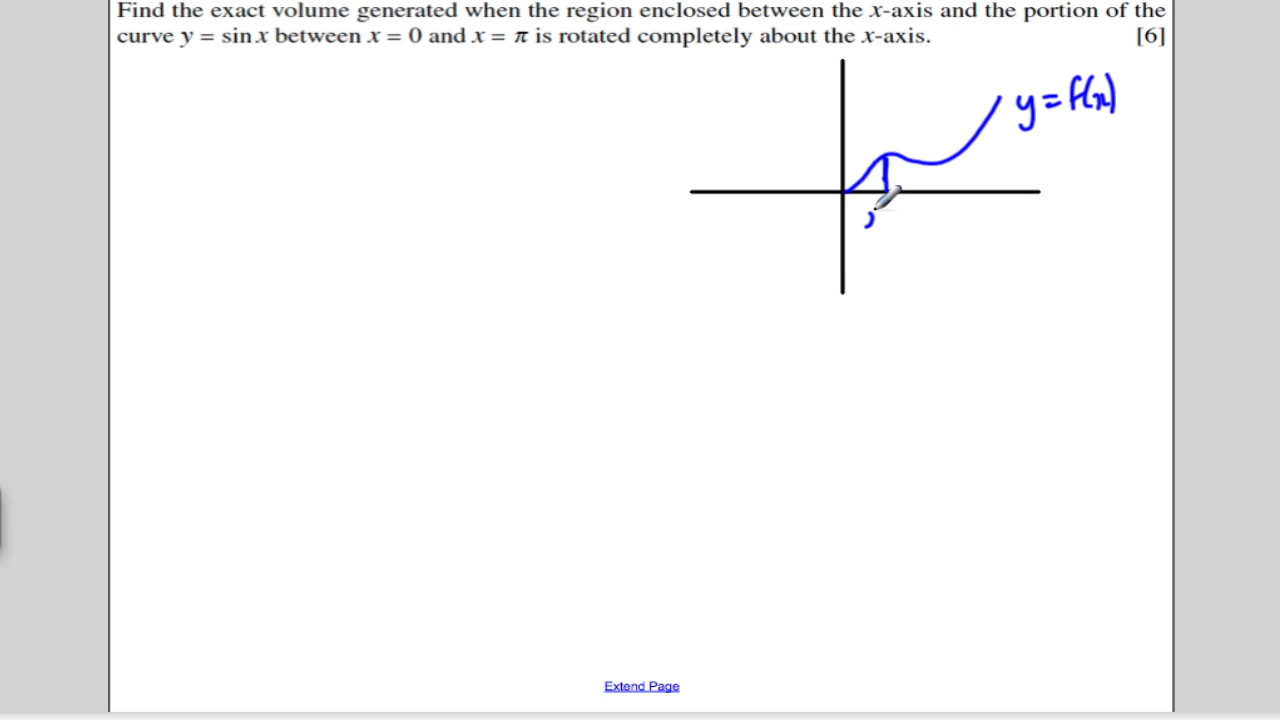 Find the exact volume generated when the region enclosed between the x-axis and the portion of the
curve y = sin x between x = 0 and x = π is rotated completely about the x-axis. [6]
y = f(x)
Extend Page